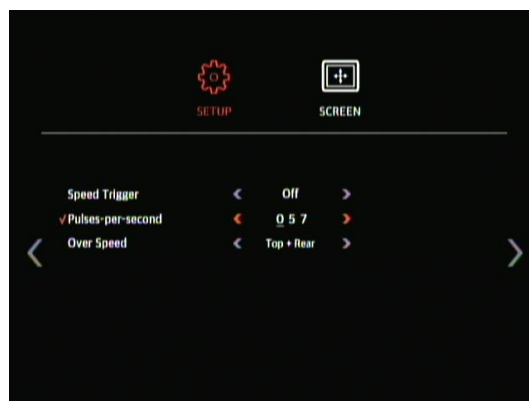 SETUP SCREEN
Speed Trigger Off
✓Pulses-per-second 0 5 7
Over Speed Top + Rear